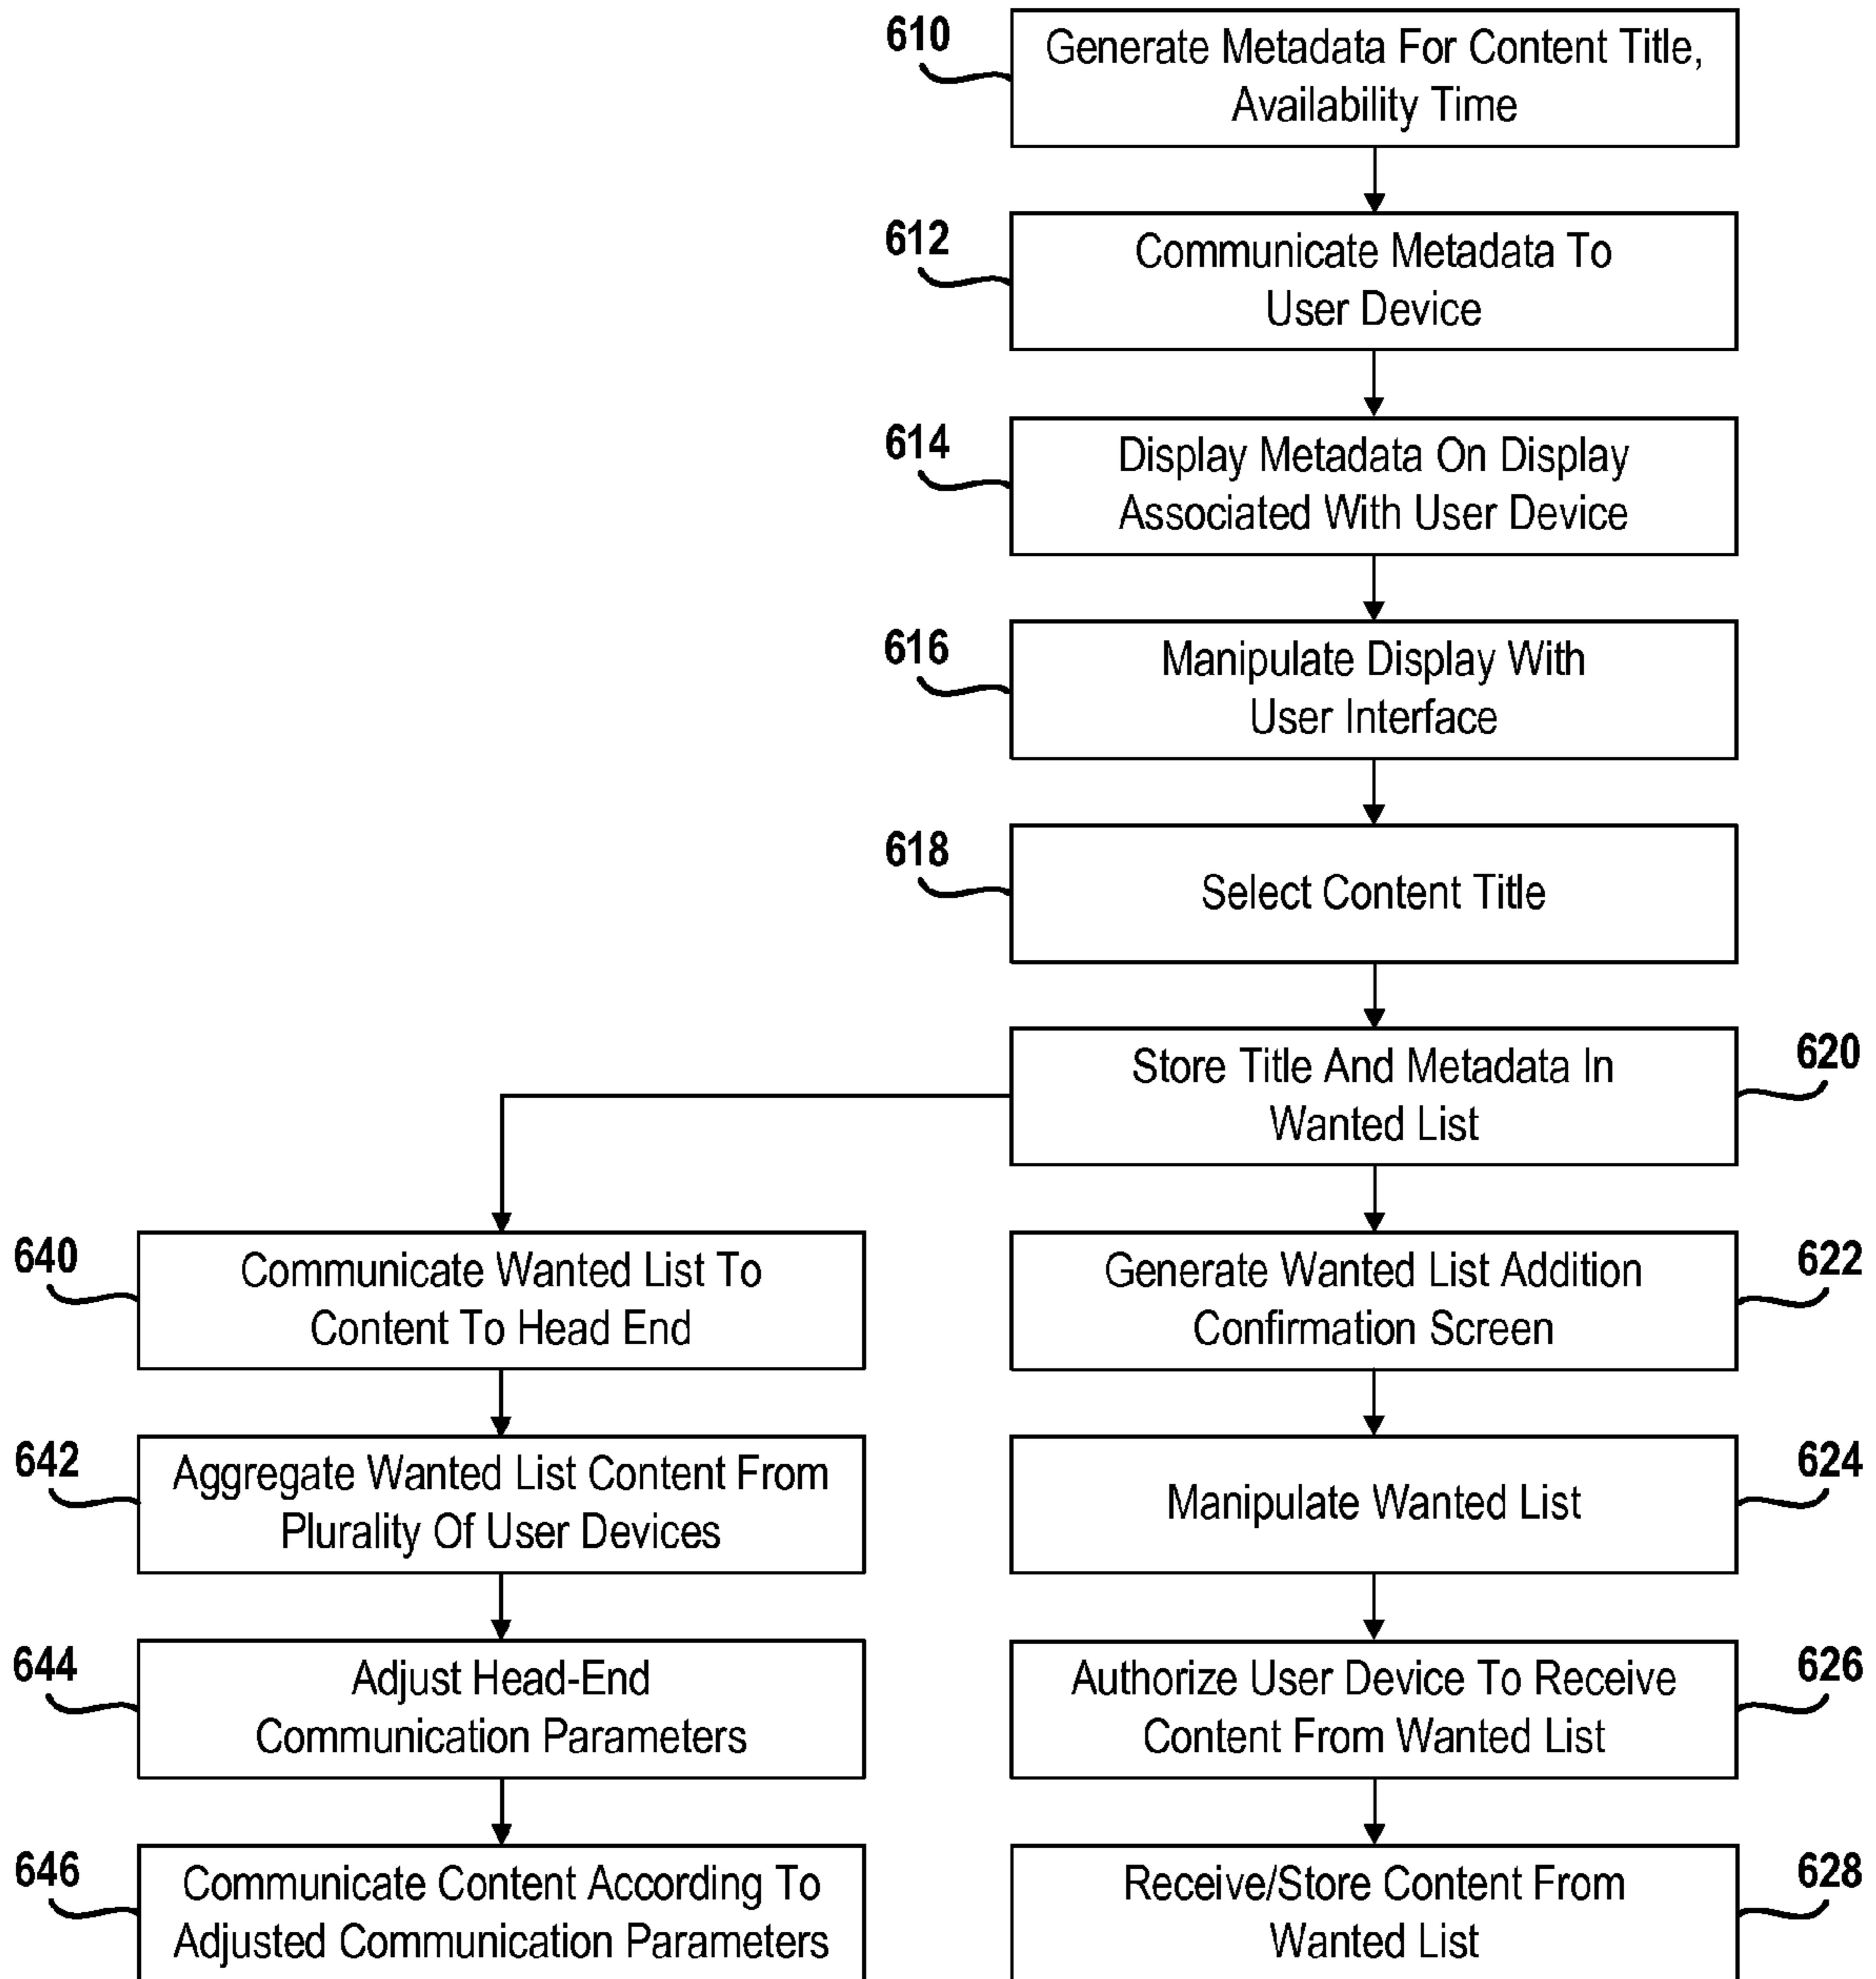 610
Generate Metadata For Content Title,
Availability Time
612
Communicate Metadata To
User Device
614
Display Metadata On Display
Associated With User Device
616
Manipulate Display With
User Interface
618
Select Content Title
620
Store Title And Metadata In
Wanted List
640
Communicate Wanted List To
Content To Head End
622
Generate Wanted List Addition
Confirmation Screen
642
Aggregate Wanted List Content From
Plurality Of User Devices
624
Manipulate Wanted List
644
Adjust Head-End
Communication Parameters
626
Authorize User Device To Receive
Content From Wanted List
646
Communicate Content According To
Adjusted Communication Parameters
628
Receive/Store Content From
Wanted List